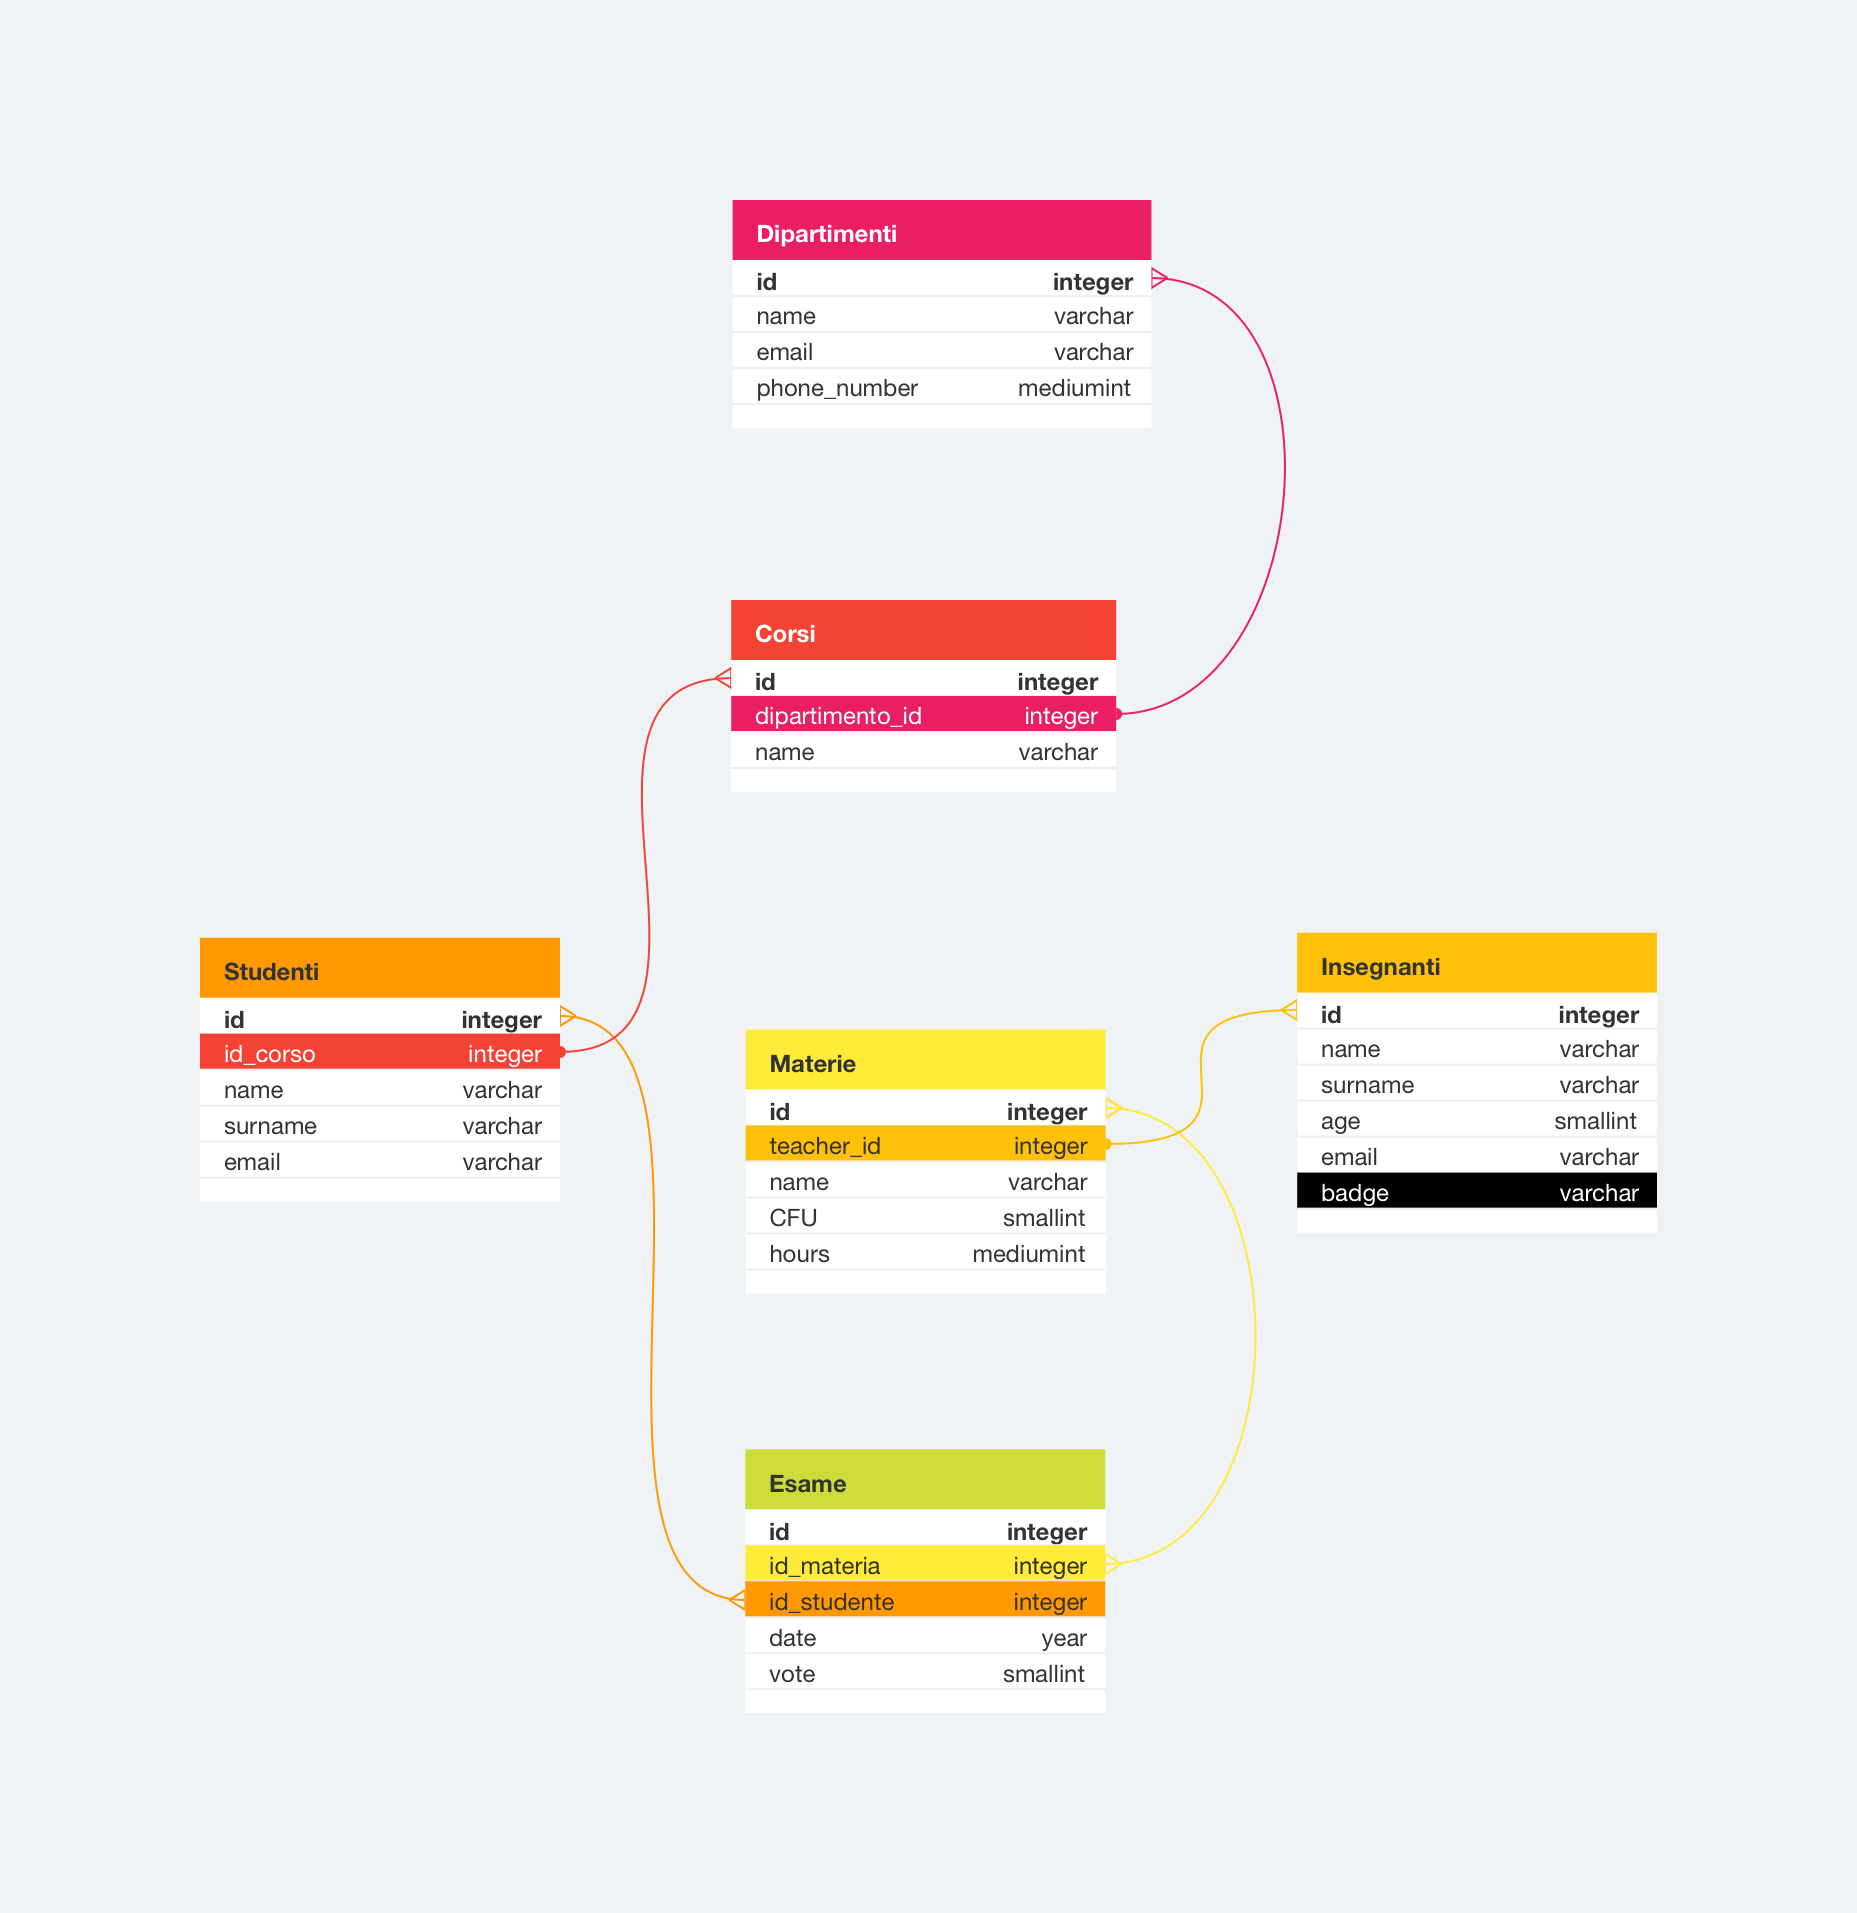 Dipartimenti
id integer
name varchar
email varchar
phone_number mediumint
Corsi
id integer
dipartimento_id integer
name varchar
Studenti
id integer
id_corso integer
name varchar
surname varchar
email varchar
Materie
id integer
teacher_id integer
name varchar
CFU smallint
hours mediumint
Insegnanti
id integer
name varchar
surname varchar
age smallint
email varchar
badge varchar
Esame
id integer
id_materia integer
id_studente integer
date year
vote smallint